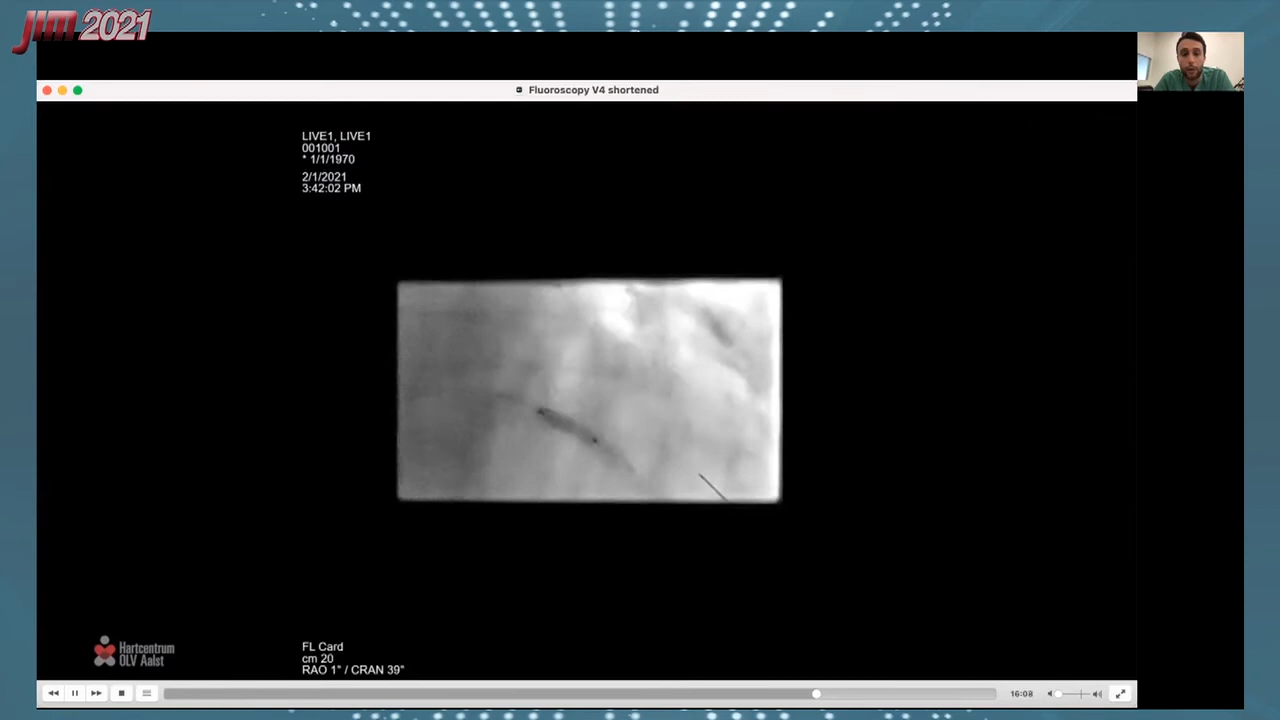 JIM 2021
Fluoroscopy V4 shortened
LIVE1, LIVE1
001001
* 1/1/1970
2/1/2021
3:42:02 PM
Hartcentrum
OLV Aalst
FL Card
cm 20
RAO 1° / CRAN 39°
16:08